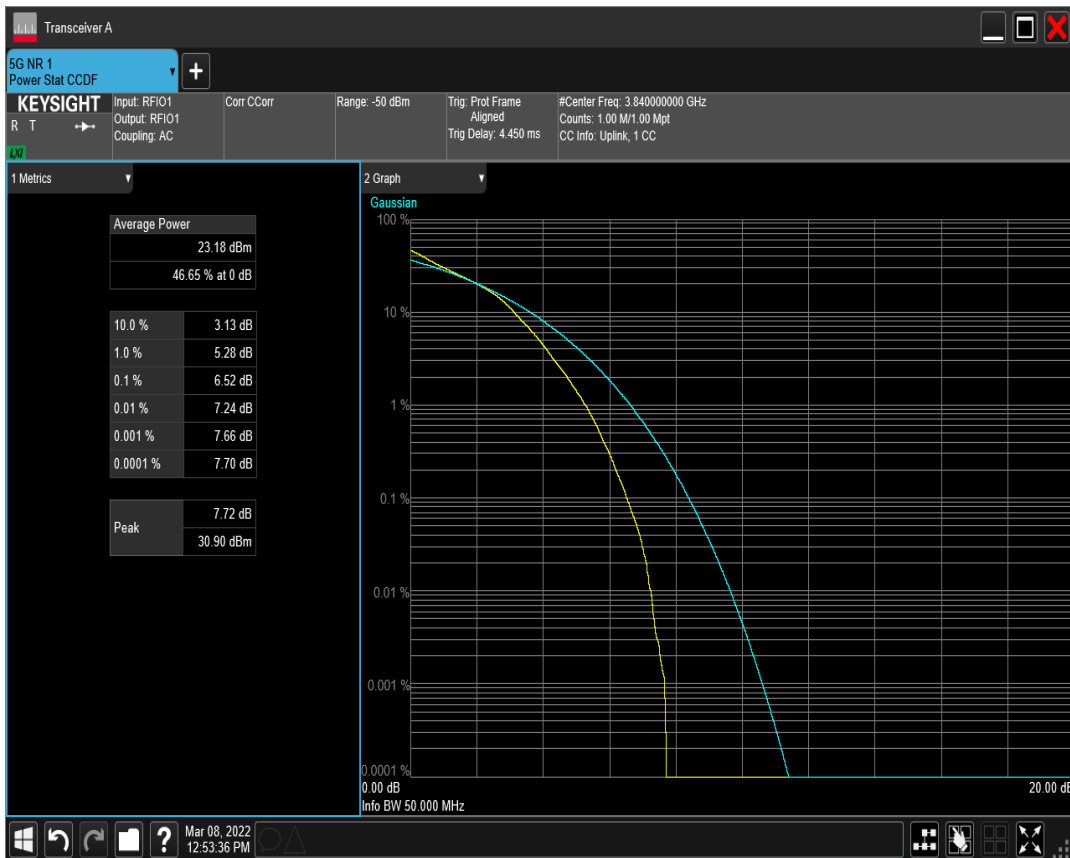 Transceiver A
5G NR 1
Power Stat CCDF
KEYSIGHT
R T
LXI
Input: RFIO1
Output: RFIO1
Coupling: AC
Corr CCorr
Range: -50 dBm
Trig: Prot Frame
Aligned
Trig Delay: 4.450 ms
#Center Freq: 3.840000000 GHz
Counts: 1.00 M/1.00 Mpt
CC Info: Uplink, 1 CC
1 Metrics
Average Power
23.18 dBm
46.65 % at 0 dB
10.0 % 3.13 dB
1.0 % 5.28 dB
0.1 % 6.52 dB
0.01 % 7.24 dB
0.001 % 7.66 dB
0.0001 % 7.70 dB
Peak
7.72 dB
30.90 dBm
2 Graph
Gaussian
100 %
10 %
1 %
0.1 %
0.01 %
0.001 %
0.0001 %
0.00 dB 20.00 dB
Info BW 50.000 MHz
?
Mar 08, 2022
12:53:36 PM